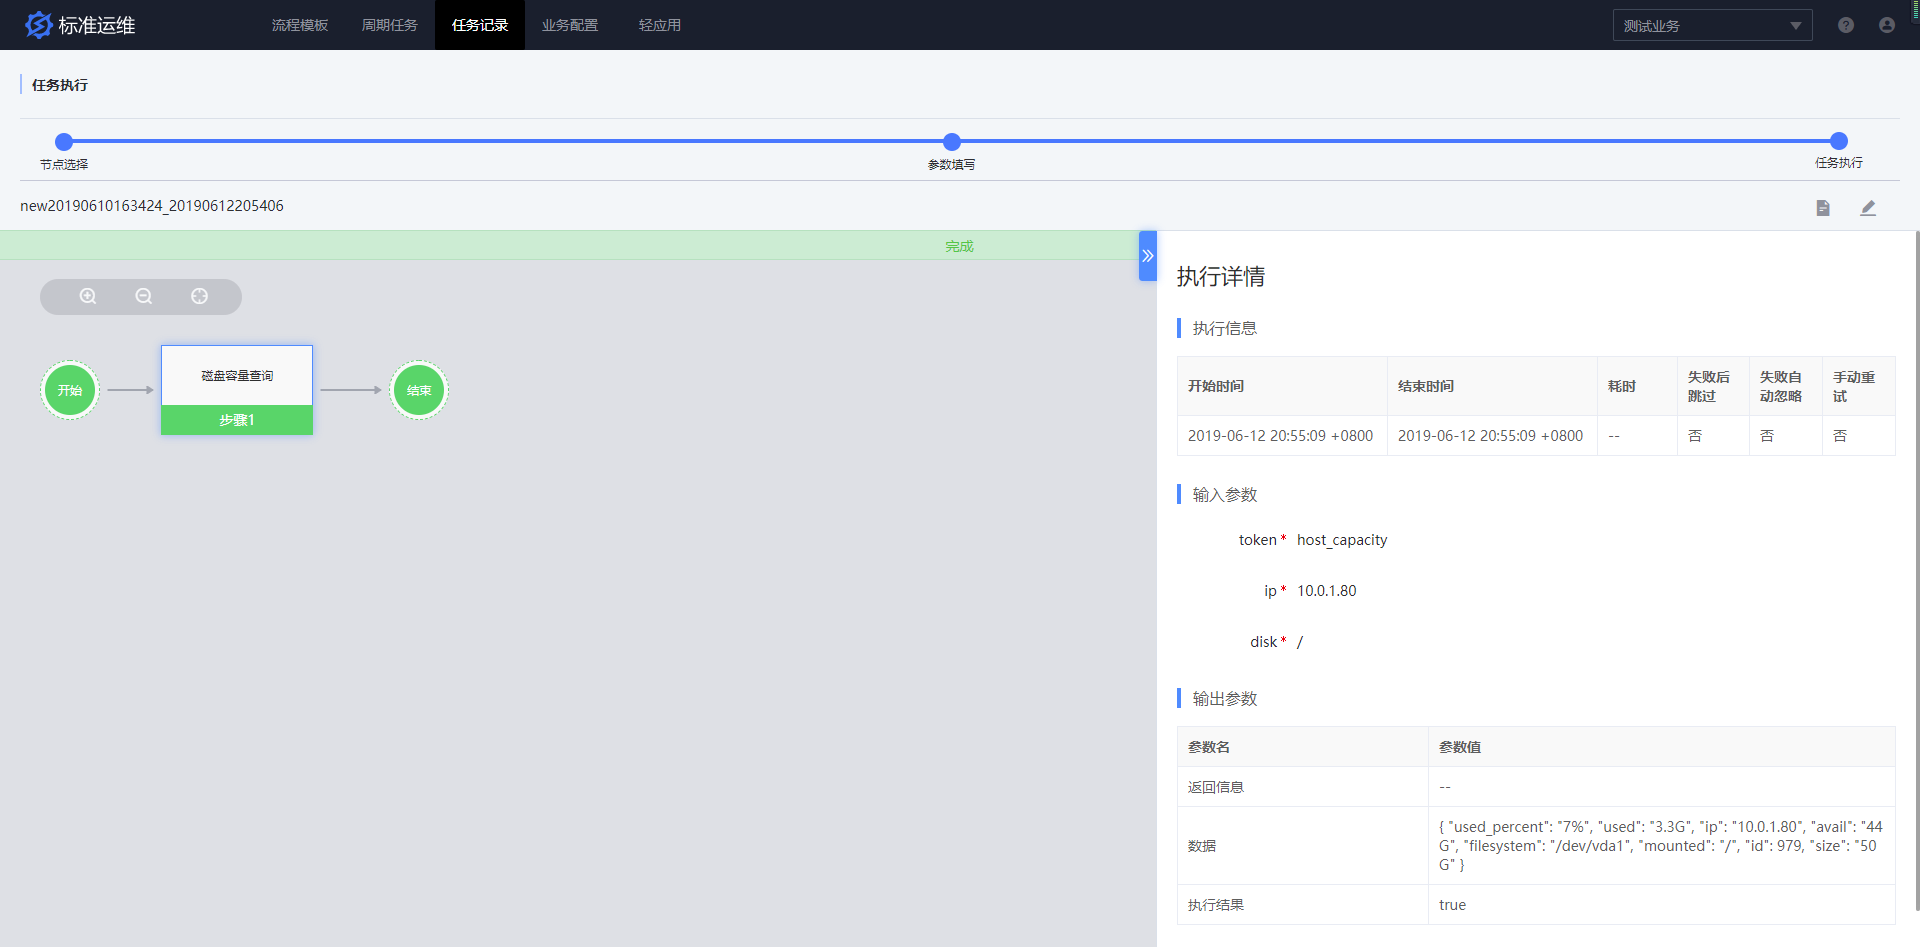 标准运维
流程模板
周期任务
任务记录
业务配置
轻应用
测试业务
任务执行
节点选择
参数填写
任务执行
new20190610163424_20190612205406
完成
开始
磁盘容量查询
步骤1
结束
执行详情
执行信息
开始时间 结束时间 耗时 失败后跳过 失败自动忽略 手动重试
2019-06-12 20:55:09 +0800 2019-06-12 20:55:09 +0800 -- 否 否 否
输入参数
token * host_capacity
ip * 10.0.1.80
disk * /
输出参数
参数名 参数值
返回信息 --
数据
{ "used_percent": "7%", "used": "3.3G", "ip": "10.0.1.80", "avail": "44
G", "filesystem": "/dev/vda1", "mounted": "/", "id": 979, "size": "50
G" }
执行结果 true